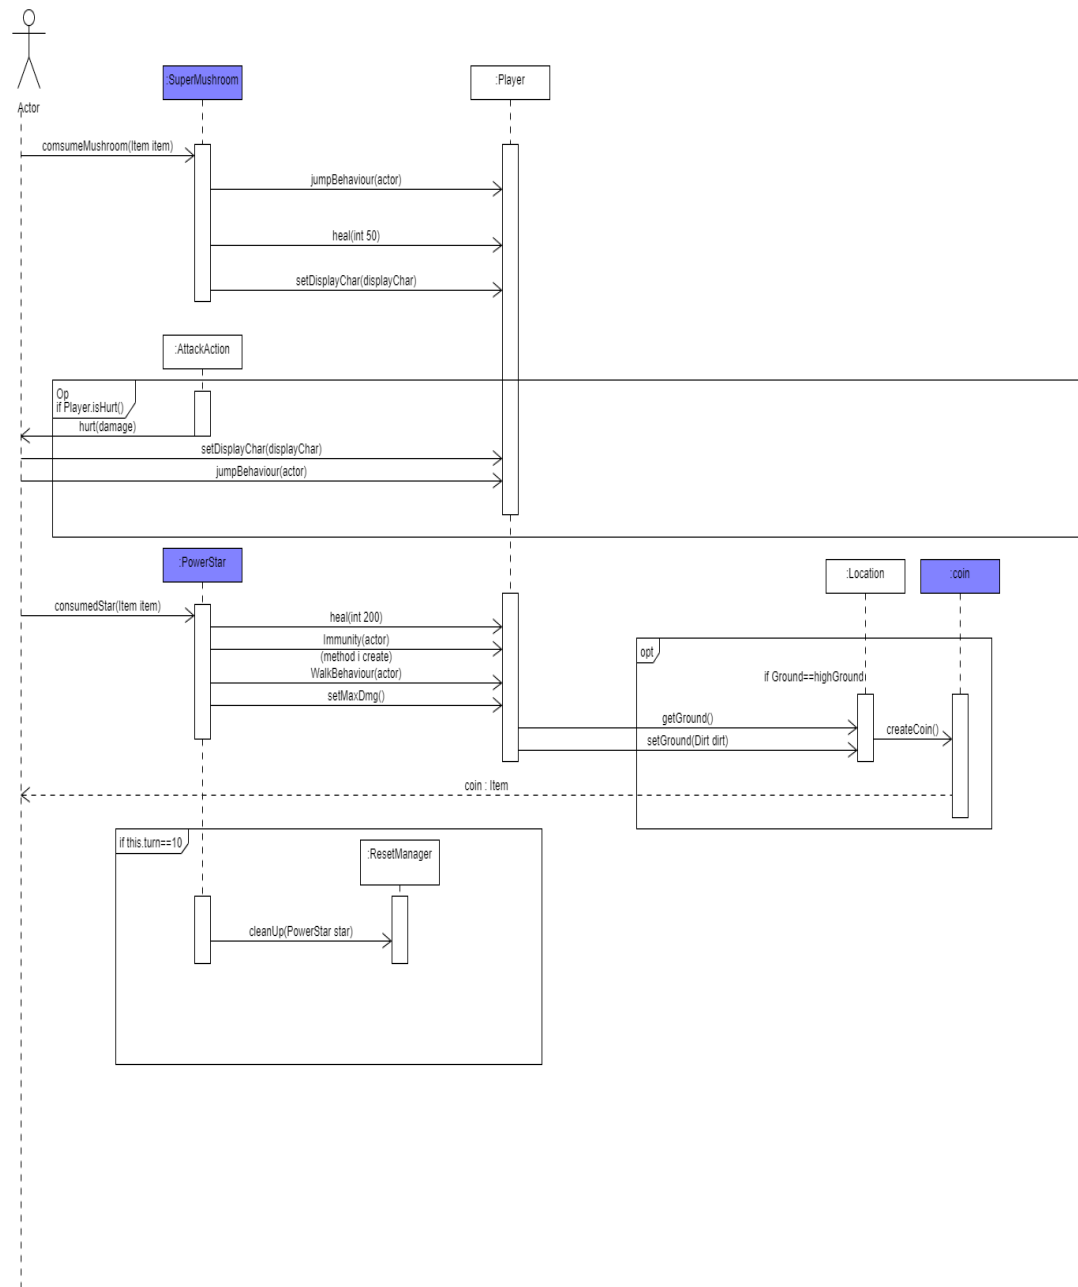 Actor
:SuperMushroom
:Player
comsumeMushroom(Item item)
jumpBehaviour(actor)
heal(int 50)
setDisplayChar(displayChar)
:AttackAction
Op
if Player.isHurt()
hurt(damage)
setDisplayChar(displayChar)
jumpBehaviour(actor)
:PowerStar
:Location
:coin
consumedStar(Item item)
heal(int 200)
Immunity(actor)
(method i create)
WalkBehaviour(actor)
setMaxDmg()
opt
if Ground==highGround
getGround()
setGround(Dirt dirt)
createCoin()
coin : Item
if this.turn==10
:ResetManager
cleanUp(PowerStar star)